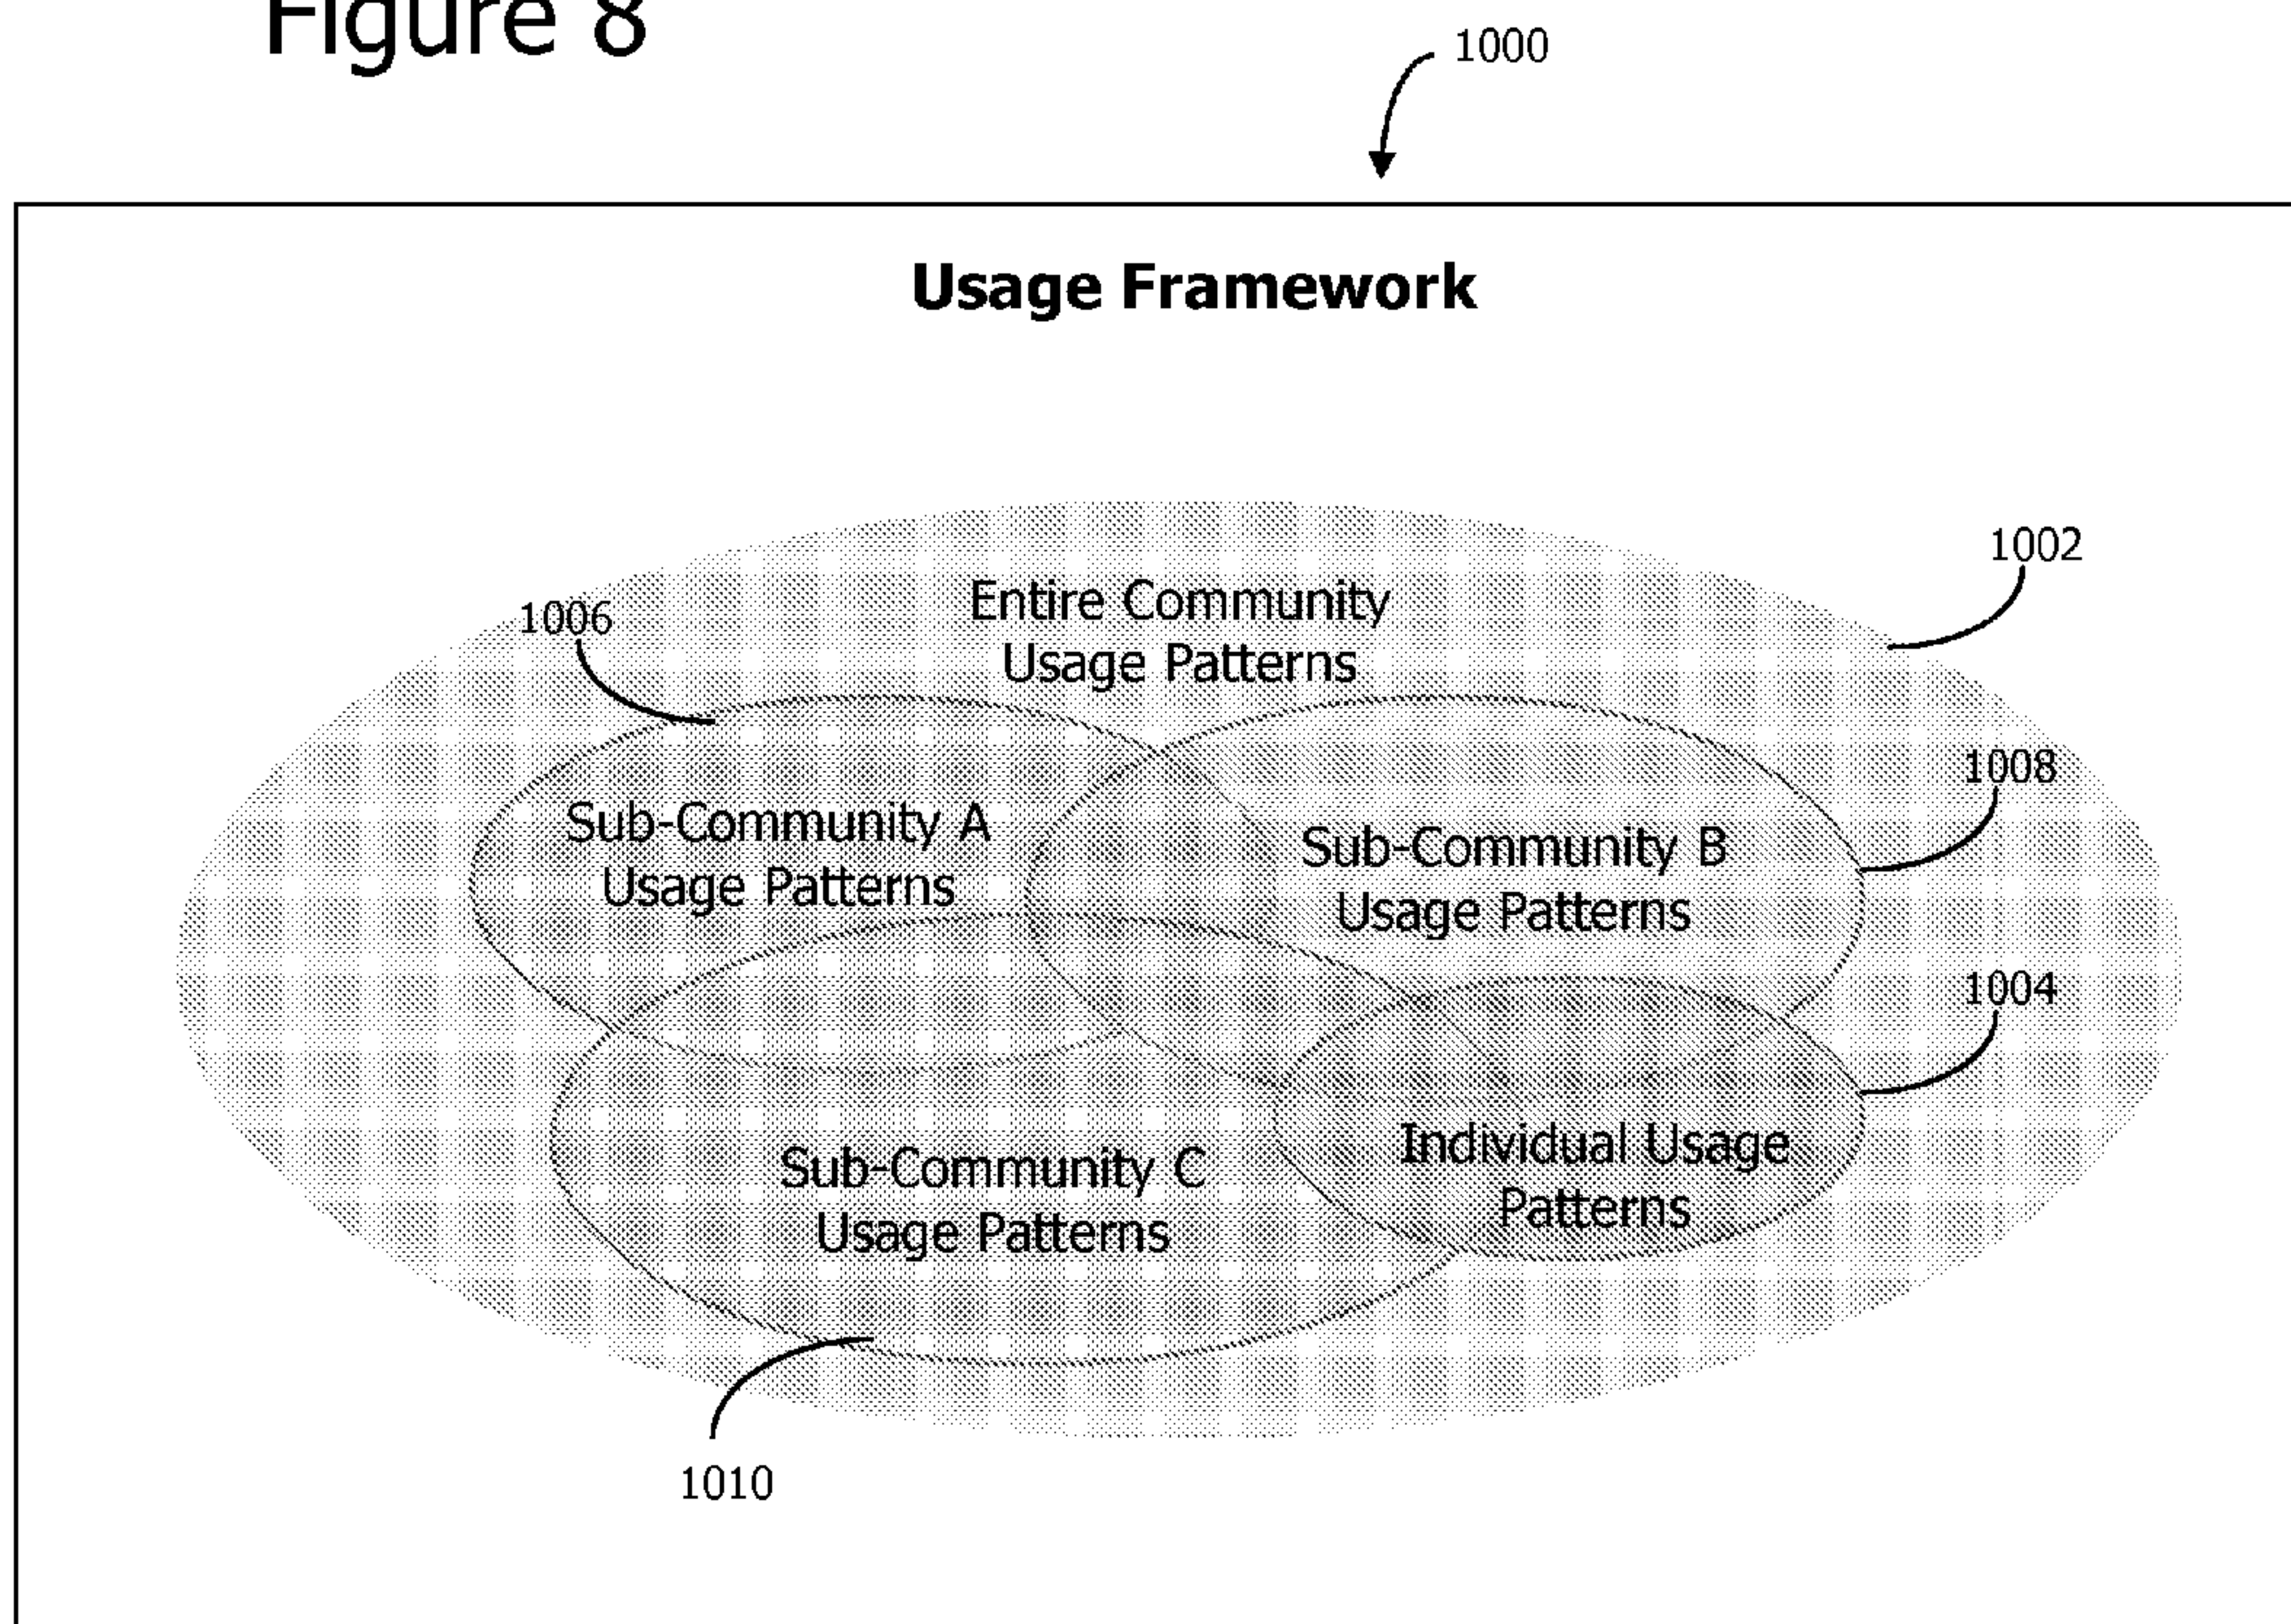 Figure 8
1000
Usage Framework
1002
Entire Community
Usage Patterns
1006
1008
Sub-Community A
Usage Patterns
Sub-Community B
Usage Patterns
1004
Individual Usage
Patterns
Sub-Community C
Usage Patterns
1010